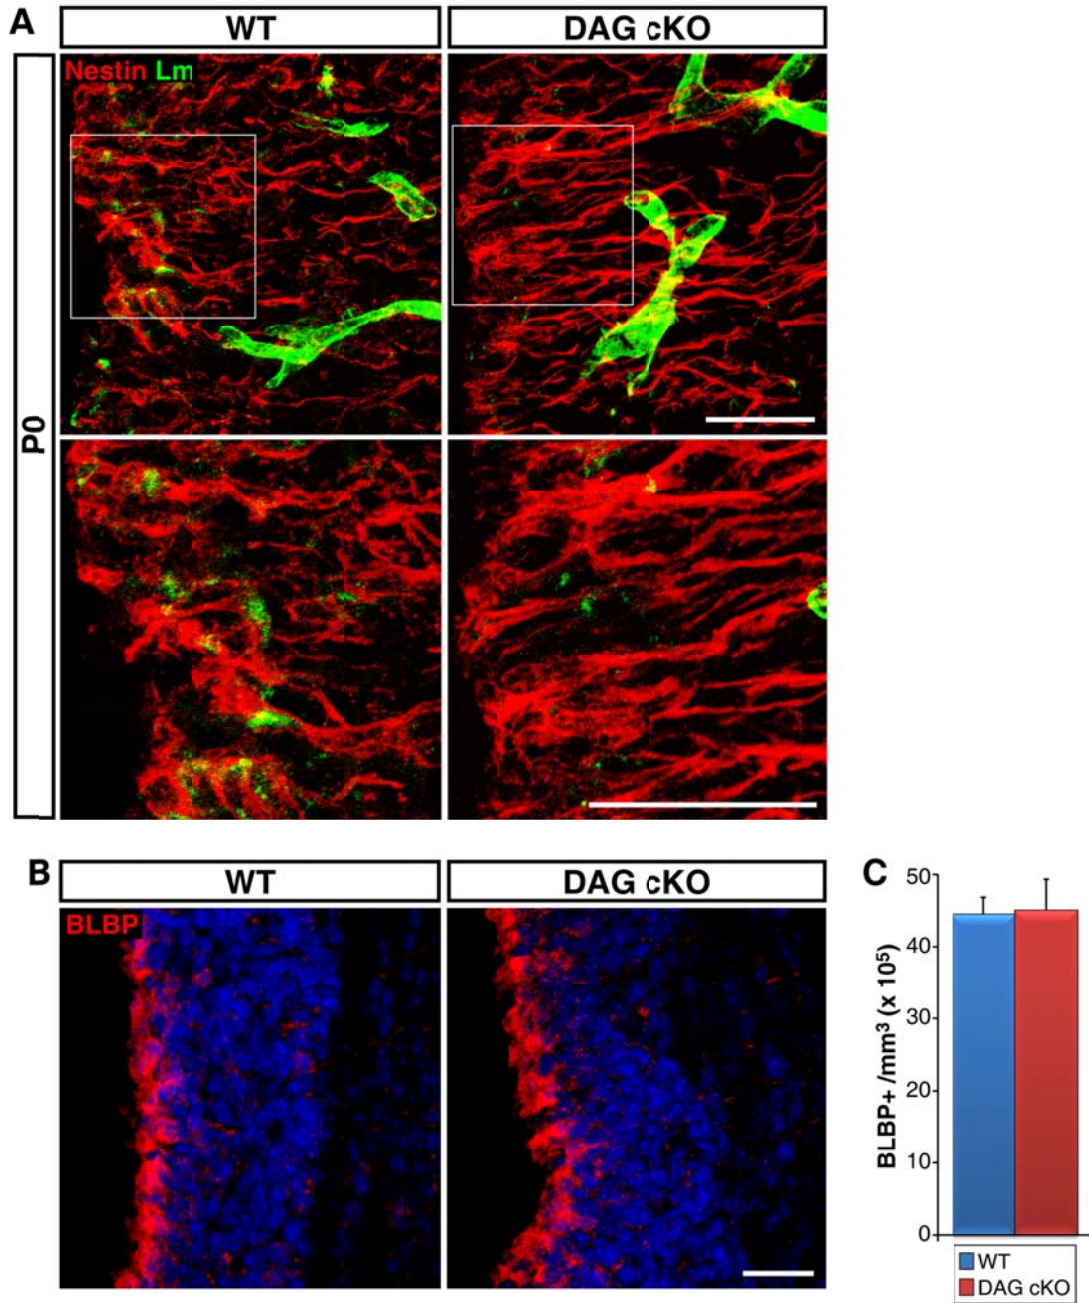 A
WT
DAG cKO
P0
Nestin Lm
B
WT
DAG cKO
BLBP
C
BLBP+ /mm³ (x 10⁵)
50
40
30
20
10
0
WT
DAG cKO